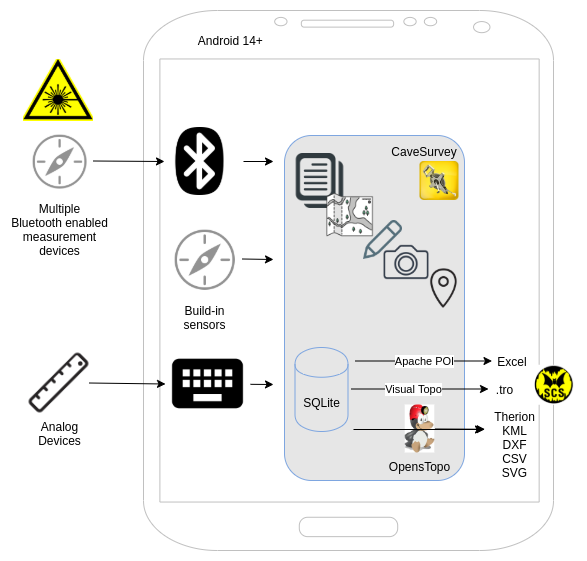 Android 14+
CaveSurvey
Multiple
Bluetooth enabled
measurement
devices
Build-in
sensors
Apache POI
Excel
Visual Topo
.tro
SQLite
SCS
Therion
KML
DXF
CSV
SVG
OpensTopo
Analog
Devices